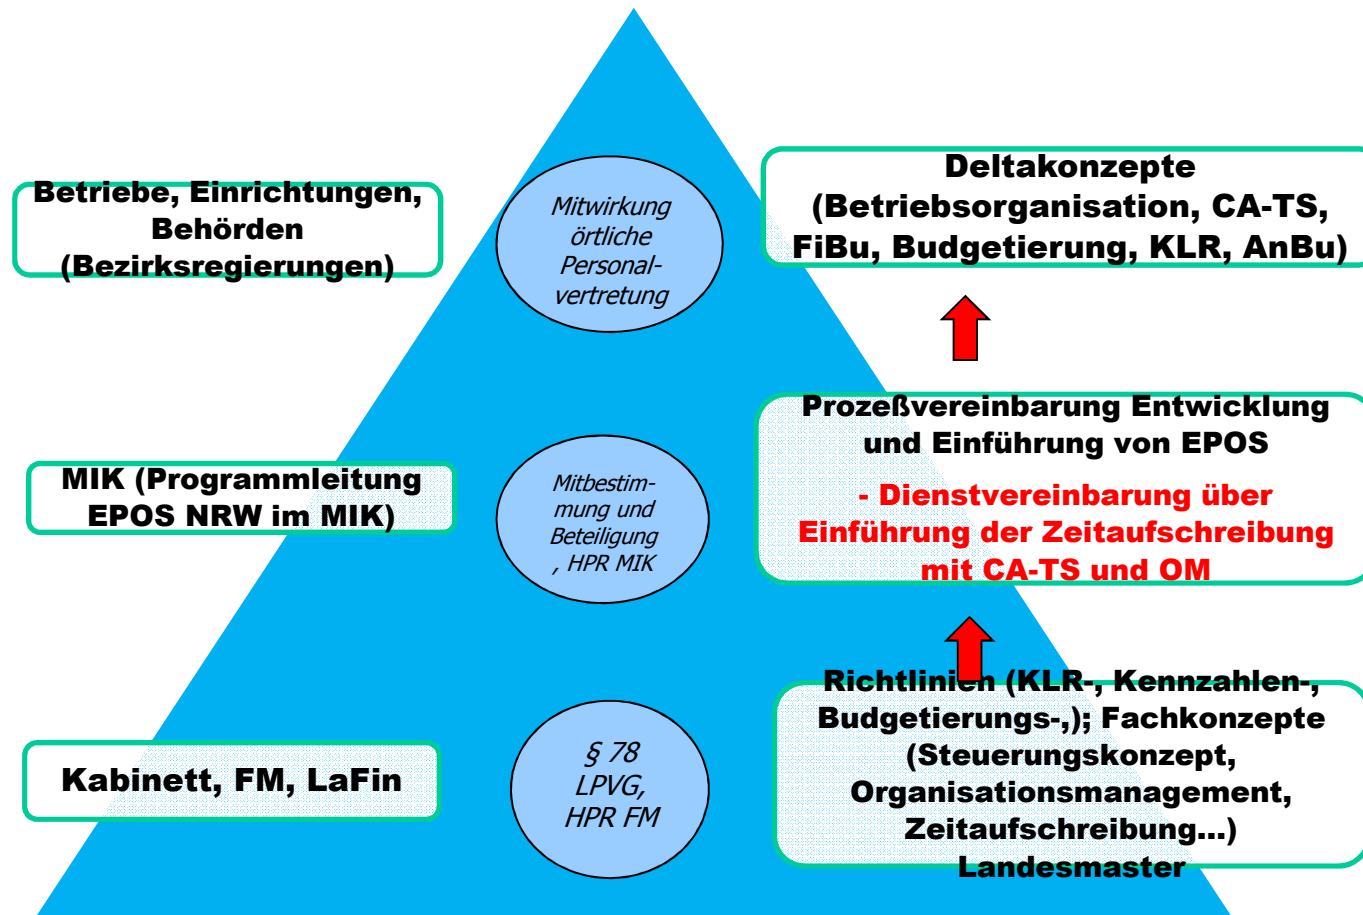 Betriebe, Einrichtungen,
Behörden
(Bezirksregierungen)
Mitwirkung
örtliche
Personal-
vertretung
Deltakonzepte
(Betriebsorganisation, CA-TS,
FiBu, Budgetierung, KLR, AnBu)
MIK (Programmleitung
EPOS NRW im MIK)
Mitbestim-
mung und
Beteiligung
, HPR MIK
Prozeßvereinbarung Entwicklung
und Einführung von EPOS
- Dienstvereinbarung über
Einführung der Zeitaufschreibung
mit CA-TS und OM
Kabinett, FM, LaFin
§ 78
LPVG,
HPR FM
Richtlinien (KLR-, Kennzahlen-,
Budgetierungs-,); Fachkonzepte
(Steuerungskonzept,
Organisationsmanagement,
Zeitaufschreibung...)
Landesmaster